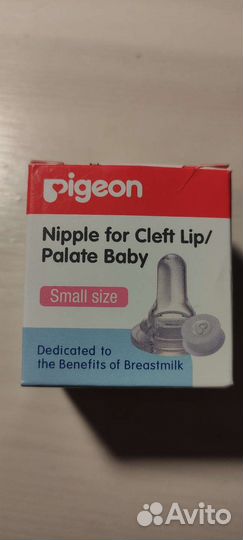 pigeon
Nipple for Cleft Lip/
Palate Baby
Small size
Dedicated to
the Benefits of Breastmilk
Avito